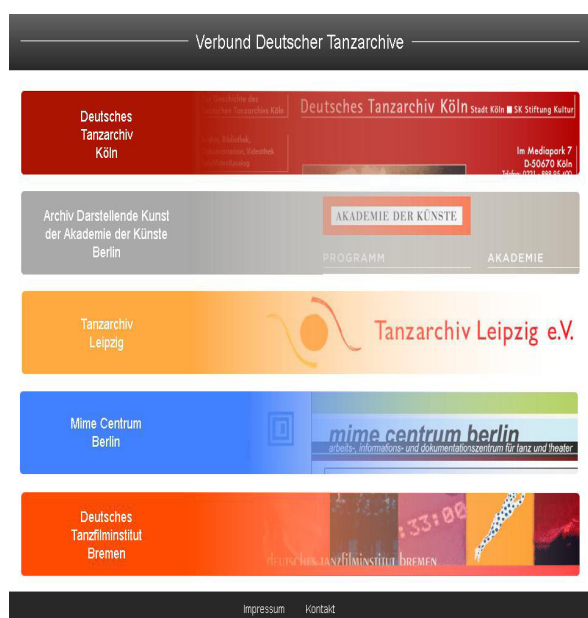 Verbund Deutscher Tanzarchive
Deutsches
Tanzarchiv
Köln
Deutsches Tanzarchiv Köln Stadt Köln SK Stiftung Kultur
Im Mediapark 7
D-50670 Köln
Archiv Darstellende Kunst
der Akademie der Künste
Berlin
AKADEMIE DER KÜNSTE
PROGRAMM
AKADEMIE
Tanzarchiv
Leipzig
Tanzarchiv Leipzig e.V.
Mime Centrum
Berlin
mime centrum berlin
arbeits-, informations- und dokumentationszentrum für tanz und theater
Deutsches
Tanzfilminstitut
Bremen
:33:00
deutsches tanzfilminstitut bremen
Impressum Kontakt